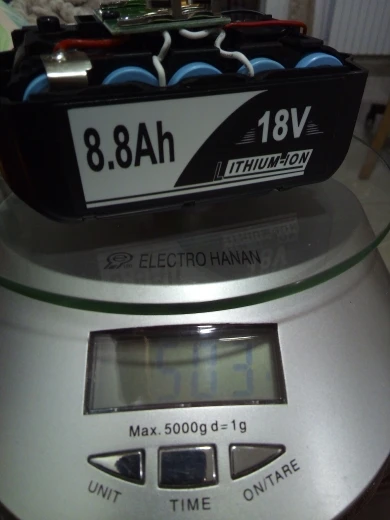 8.8Ah
18V
LITHIUM-ION
ELECTRO HANAN
503
Max. 5000g d=1g
UNIT
TIME
ON/TARE